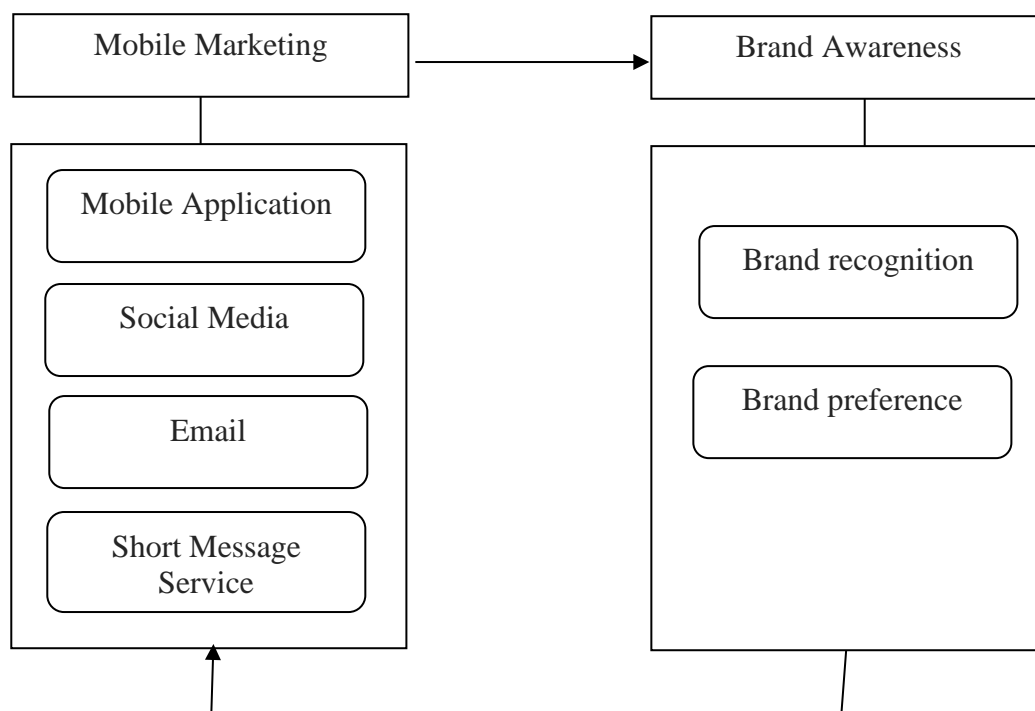 Mobile Marketing
Brand Awareness
Mobile Application
Social Media
Email
Short Message
Service
Brand recognition
Brand preference